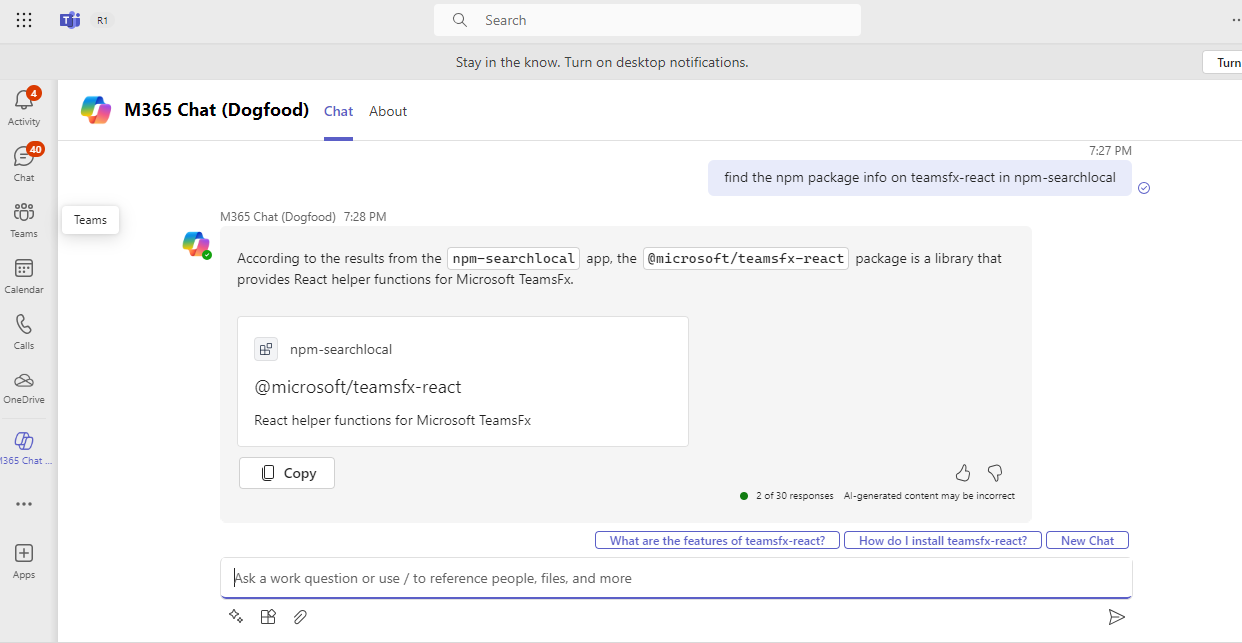 R1
Search
Stay in the know. Turn on desktop notifications.
Turn
4
Activity
40
Chat
Teams
Calendar
Calls
OneDrive
M365 Chat ...
Apps
Teams
M365 Chat (Dogfood) Chat About
7:27 PM
find the npm package info on teamsfx-react in npm-searchlocal
M365 Chat (Dogfood) 7:28 PM
According to the results from the npm-searchlocal app, the @microsoft/teamsfx-react package is a library that
provides React helper functions for Microsoft TeamsFx.
npm-searchlocal
@microsoft/teamsfx-react
React helper functions for Microsoft TeamsFx
Copy
2 of 30 responses AI-generated content may be incorrect
What are the features of teamsfx-react? How do I install teamsfx-react? New Chat
Ask a work question or use / to reference people, files, and more